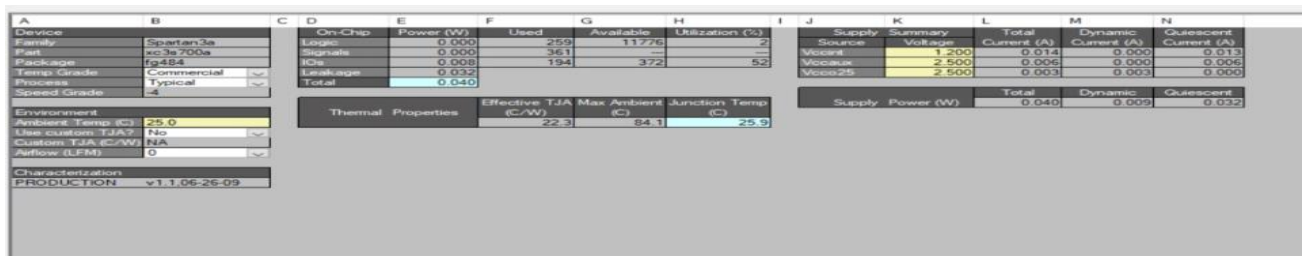 A B C D E F G H I J K L M N
Device On-Chip Power (W) Used Available Utilization (%) Supply Summary Total Dynamic Quiescent
Family Spartan3a Logic 0.000 259 11776 2 Source Voltage Current (A) Current (A) Current (A)
Part xc3s700a Signals 0.000 361 --- --- Vccint 1.200 0.014 0.000 0.013
Package fg484 IOs 0.008 194 372 52 Vccaux 2.500 0.006 0.000 0.006
Temp Grade Commercial Leakage 0.032 Vcco25 2.500 0.003 0.003 0.000
Process Typical Total 0.040
Speed Grade -4 Total Dynamic Quiescent
Effective TJA Max Ambient Junction Temp Supply Power (W) 0.040 0.009 0.032
Environment Thermal Properties (C/W) (C) (C)
Ambient Temp (C) 25.0 22.3 84.1 25.9
Use custom TJA? No
Custom TJA (C/W) NA
Airflow (LFM) 0
Characterization
PRODUCTION v1.1,06-26-09